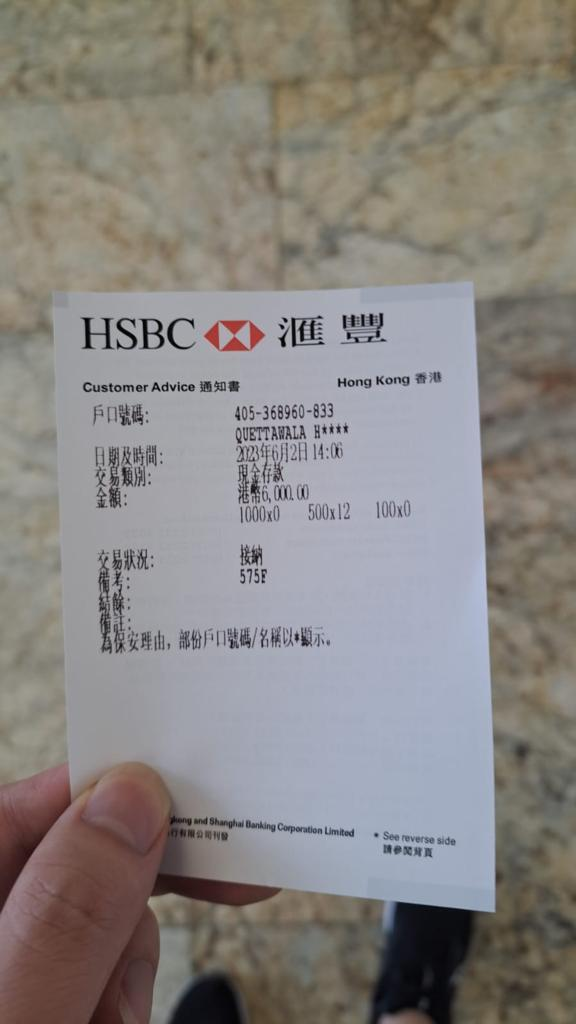 HSBC 滙豐
Customer Advice 通知書 Hong Kong 香港
戶口號碼: 405-368960-833
QUETTAWALA H****
日期及時間: 2023年6月2日 14:06
交易類別: 現金存款
金額: 港幣6,000.00
1000x0 500x12 100x0
交易狀況: 接納
備考: 575F
結餘:
備註:
為保安理由，部份戶口號碼/名稱以*顯示。
gkong and Shanghai Banking Corporation Limited * See reverse side
行有限公司刊發 請參閱背頁